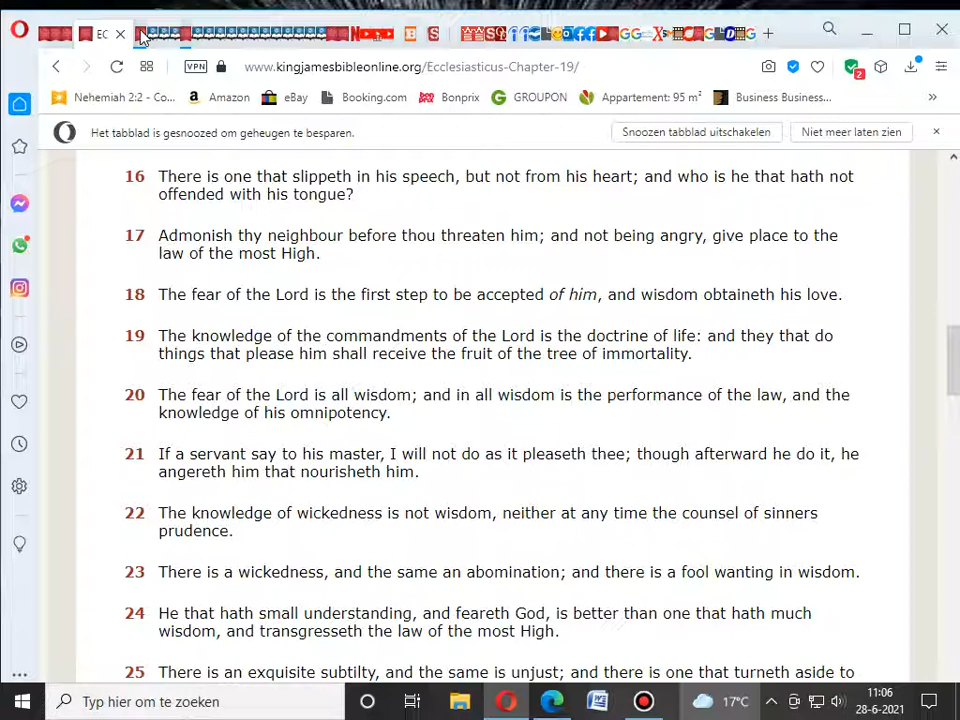 EC
VPN
www.kingjamesbibleonline.org/Ecclesiasticus-Chapter-19/
2
Nehemiah 2:2 - Co... Amazon eBay Booking.com Bonprix GROUPON Appartement: 95 m² Business Business... »
Het tabblad is gesnoozed om geheugen te besparen. Snoozen tabblad uitschakelen Niet meer laten zien
16 There is one that slippeth in his speech, but not from his heart; and who is he that hath not
offended with his tongue?
17 Admonish thy neighbour before thou threaten him; and not being angry, give place to the
law of the most High.
18 The fear of the Lord is the first step to be accepted of him, and wisdom obtaineth his love.
19 The knowledge of the commandments of the Lord is the doctrine of life: and they that do
things that please him shall receive the fruit of the tree of immortality.
20 The fear of the Lord is all wisdom; and in all wisdom is the performance of the law, and the
knowledge of his omnipotency.
21 If a servant say to his master, I will not do as it pleaseth thee; though afterward he do it, he
angereth him that nourisheth him.
22 The knowledge of wickedness is not wisdom, neither at any time the counsel of sinners
prudence.
23 There is a wickedness, and the same an abomination; and there is a fool wanting in wisdom.
24 He that hath small understanding, and feareth God, is better than one that hath much
wisdom, and transgresseth the law of the most High.
25 There is an exquisite subtilty, and the same is unjust; and there is one that turneth aside to
Typ hier om te zoeken
17°C
11:06
28-6-2021